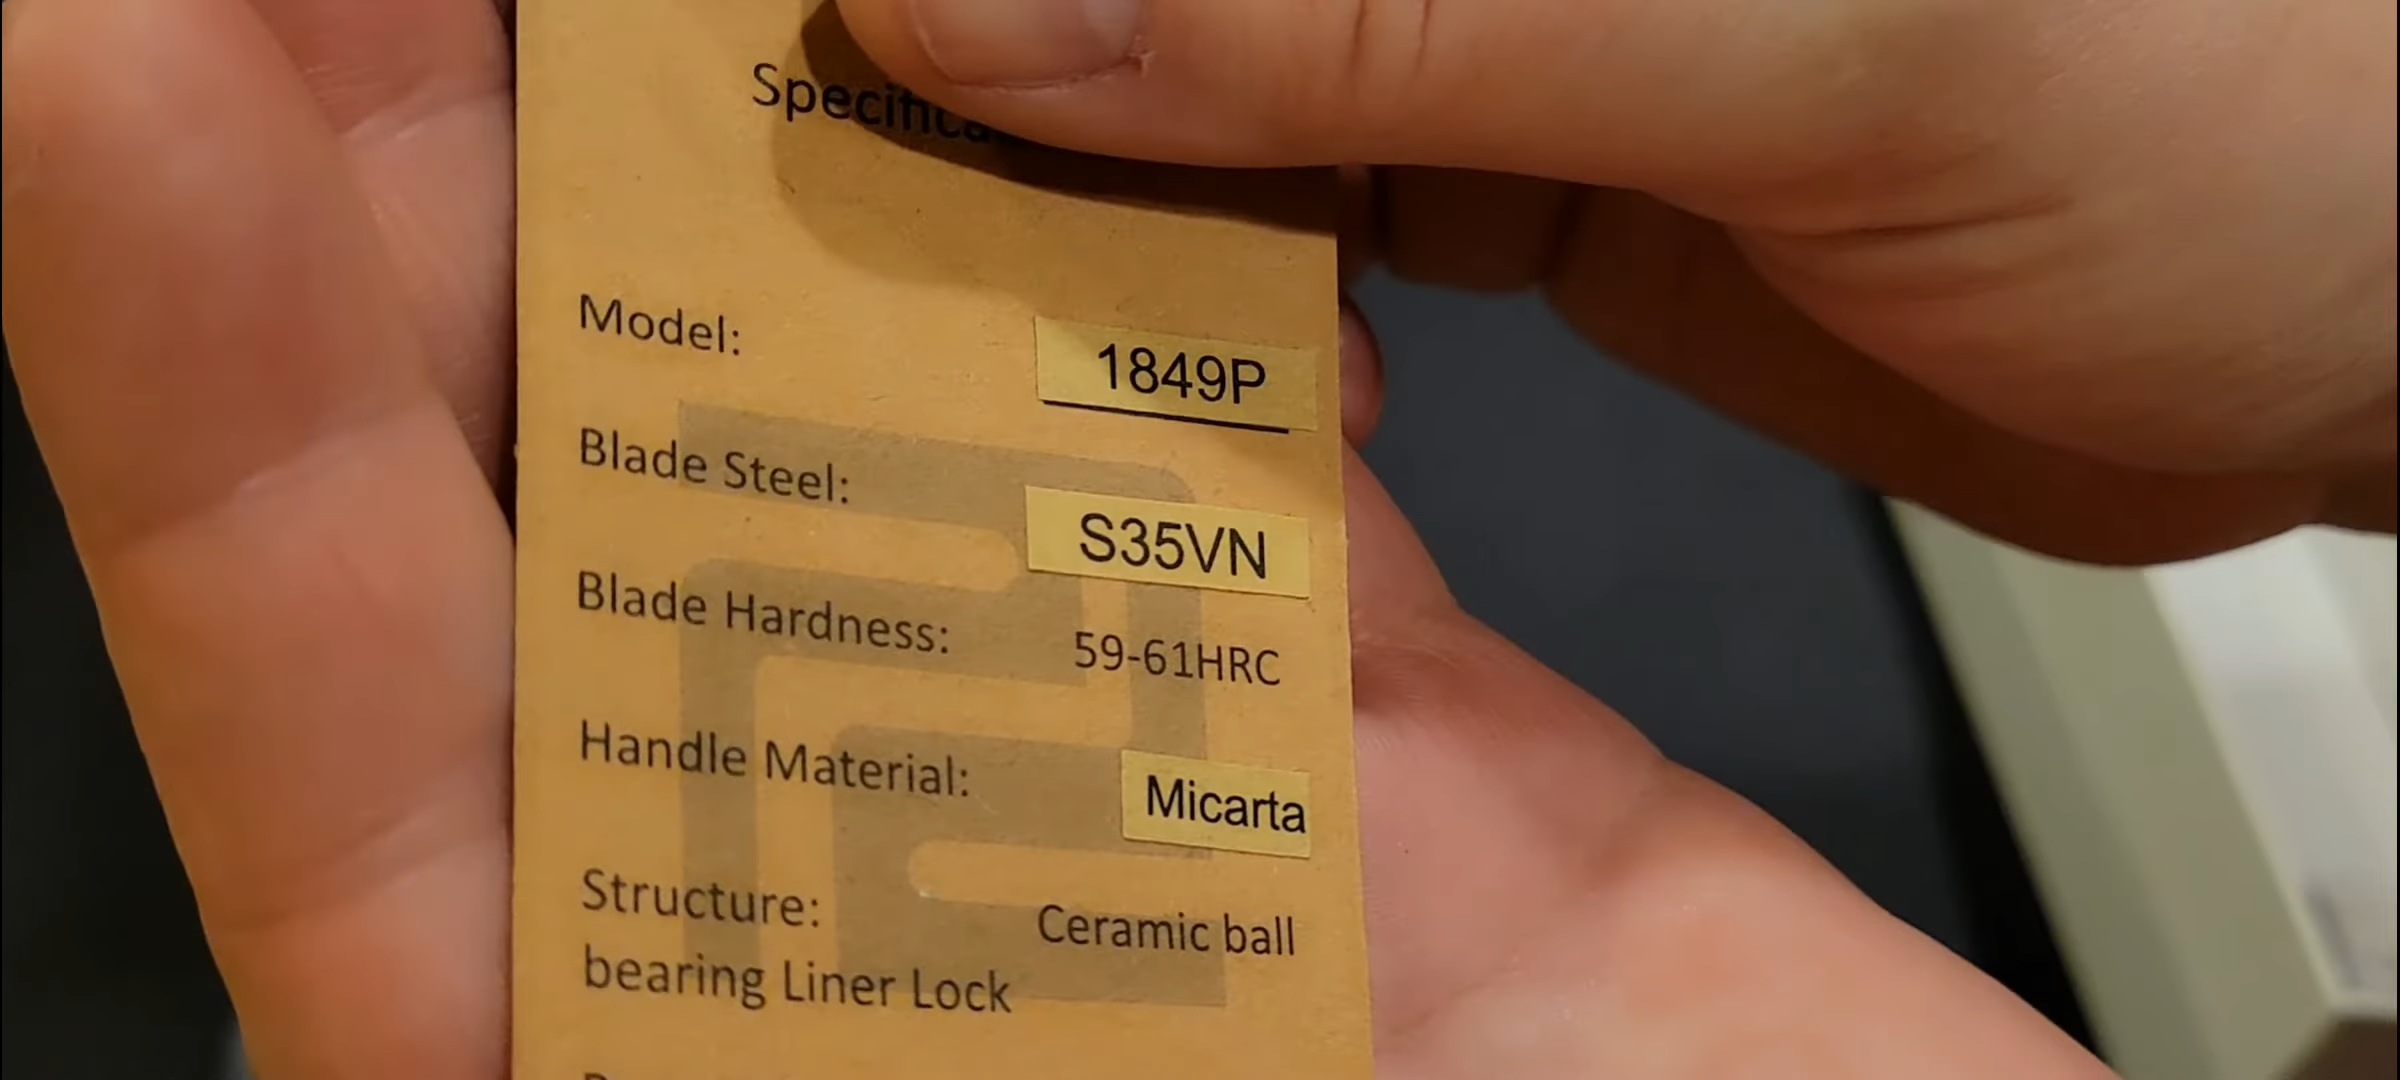 Model: 1849P
Blade Steel: S35VN
Blade Hardness: 59-61HRC
Handle Material: Micarta
Structure: Ceramic ball
bearing Liner Lock